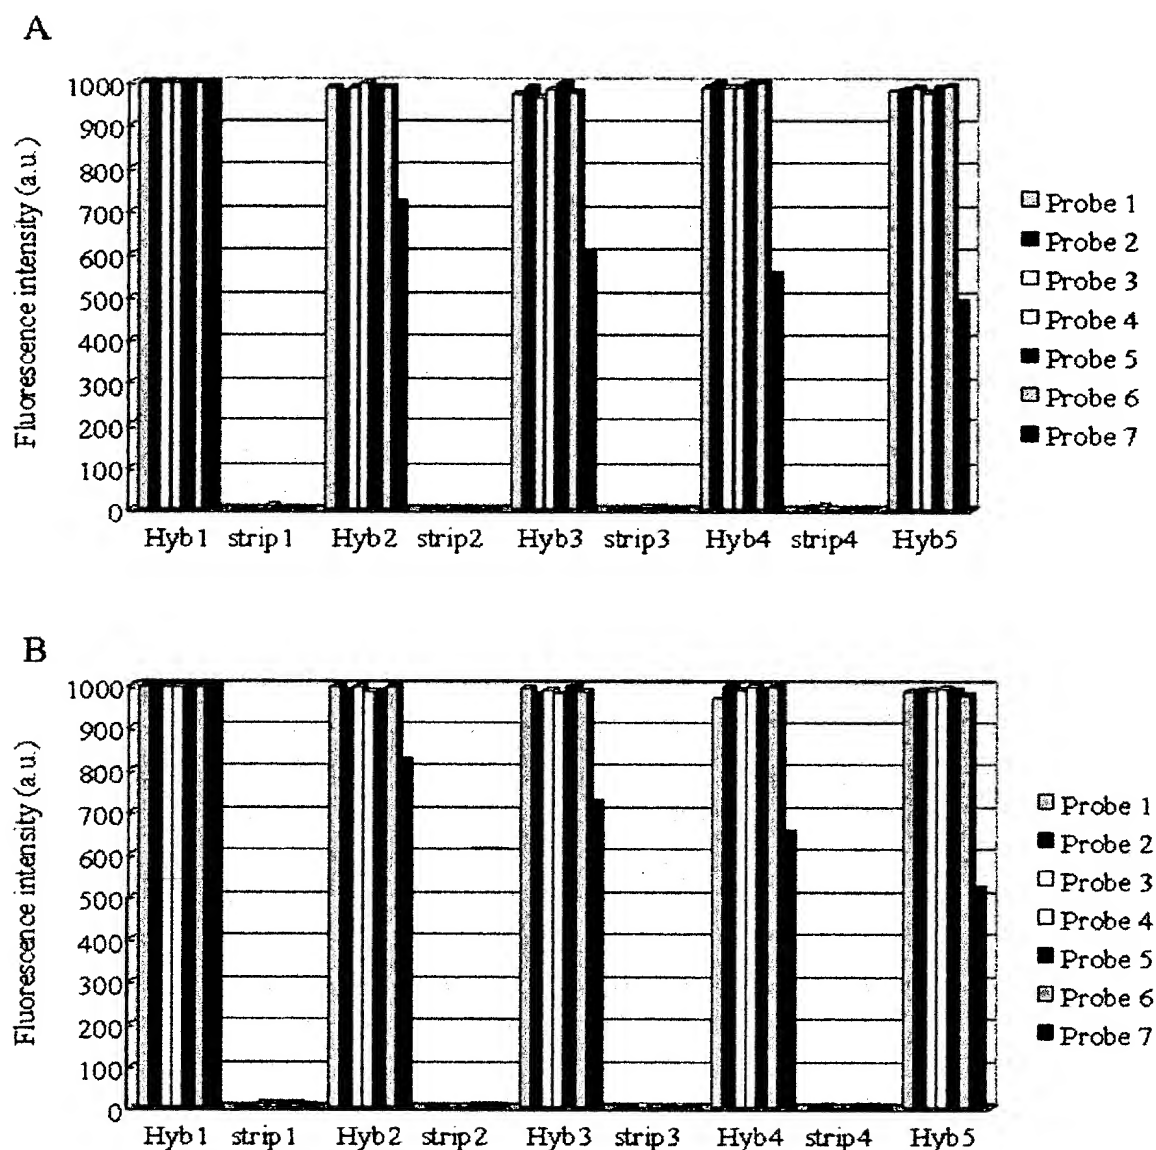 A
Fluorescence intensity (a.u.)
1000
900
800
700
600
500
400
300
200
100
0
Hyb1 strip1 Hyb2 strip2 Hyb3 strip3 Hyb4 strip4 Hyb5
Probe 1
Probe 2
Probe 3
Probe 4
Probe 5
Probe 6
Probe 7
B
Fluorescence intensity (a.u.)
1000
900
800
700
600
500
400
300
200
100
0
Hyb1 strip1 Hyb2 strip2 Hyb3 strip3 Hyb4 strip4 Hyb5
Probe 1
Probe 2
Probe 3
Probe 4
Probe 5
Probe 6
Probe 7